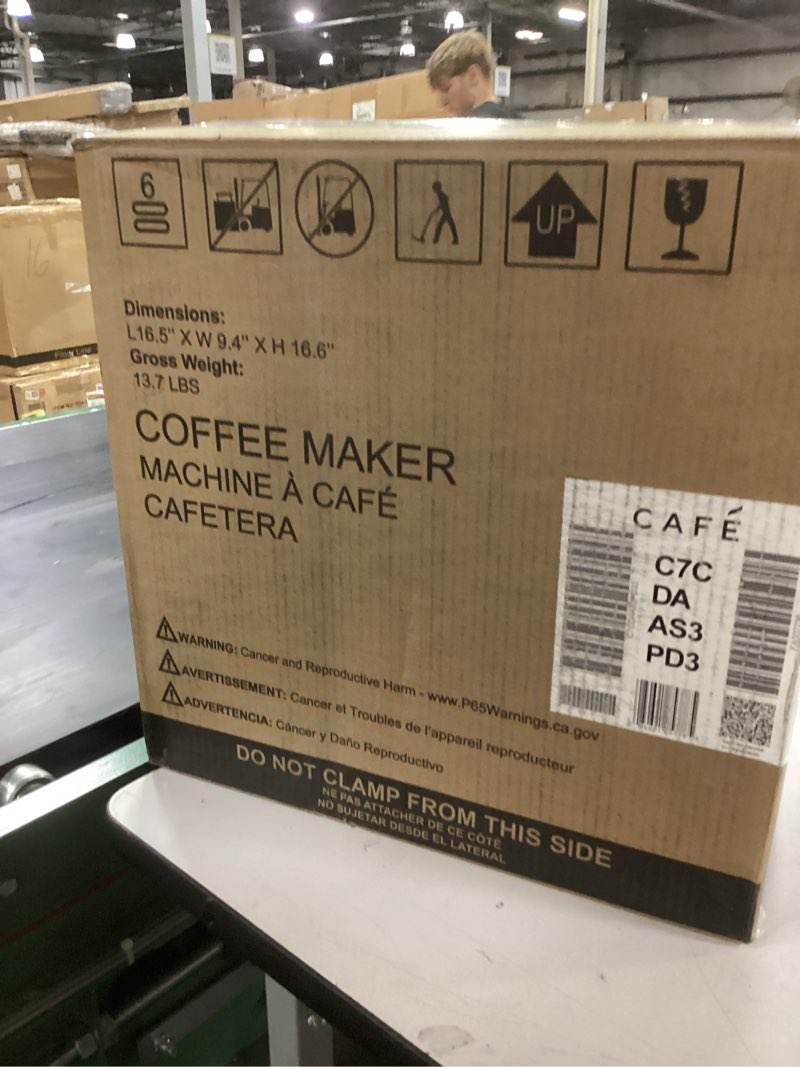 6
UP
Dimensions:
L16.5" X W 9.4" X H 16.6"
Gross Weight:
13.7 LBS
COFFEE MAKER
MACHINE À CAFÉ
CAFETERA
CAFÉ
C7C
DA
AS3
PD3
WARNING: Cancer and Reproductive Harm - www.P65Warnings.ca.gov
AVERTISSEMENT: Cancer et Troubles de l'appareil reproducteur
ADVERTENCIA: Cáncer y Daño Reproductivo
DO NOT CLAMP FROM THIS SIDE
NE PAS ATTACHER DE CE CÔTÉ
NO SUJETAR DESDE EL LATERAL
16